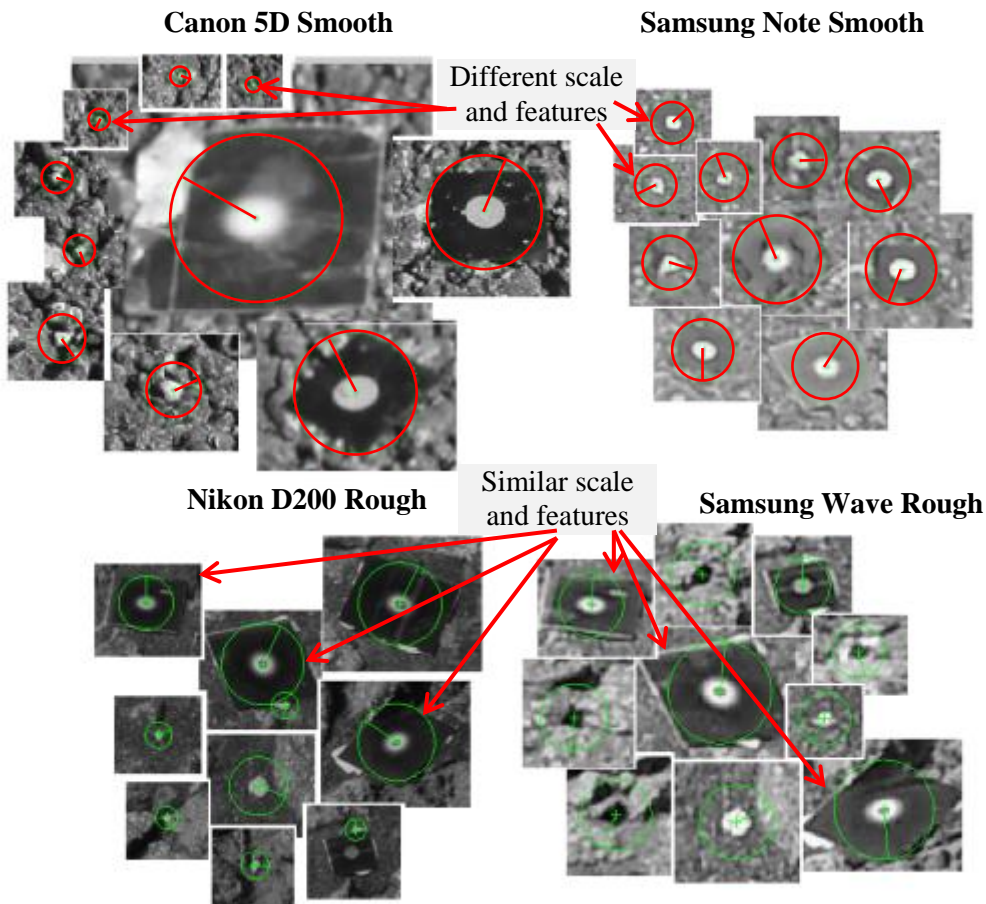 Canon 5D Smooth
Samsung Note Smooth
Different scale
and features
Nikon D200 Rough
Similar scale
and features
Samsung Wave Rough